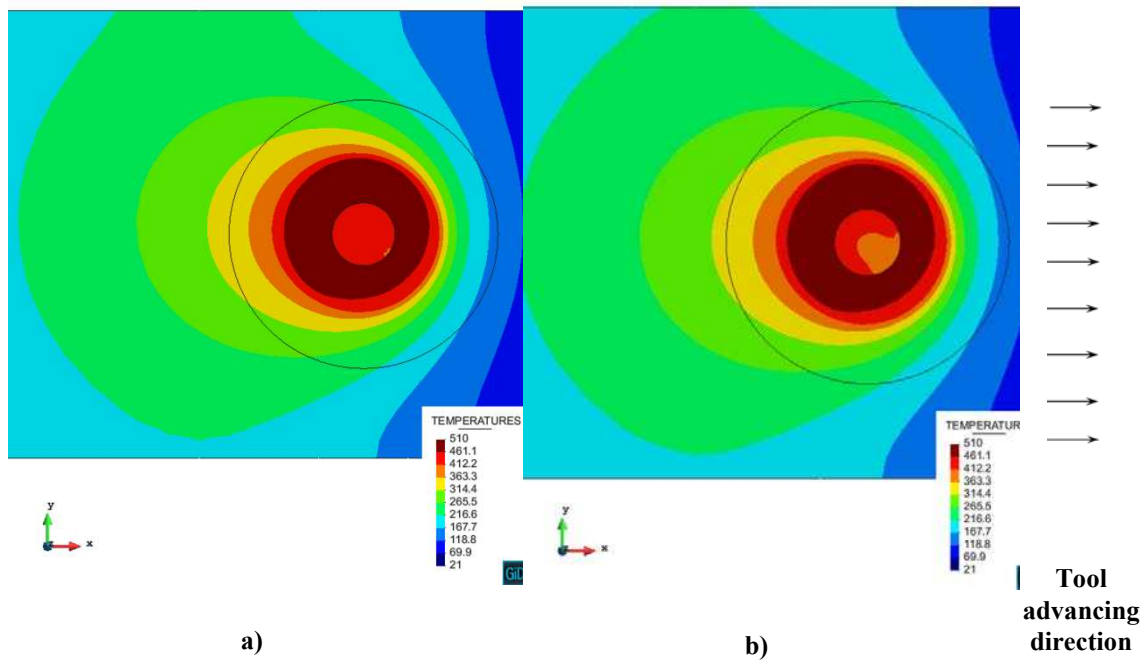 TEMPERATURES
510
461.1
412.2
363.3
314.4
265.5
216.6
167.7
118.8
69.9
21
y
x
GiD
a)
TEMPERATUR
510
461.1
412.2
363.3
314.4
265.5
216.6
167.7
118.8
69.9
21
y
x
b)
Tool
advancing
direction